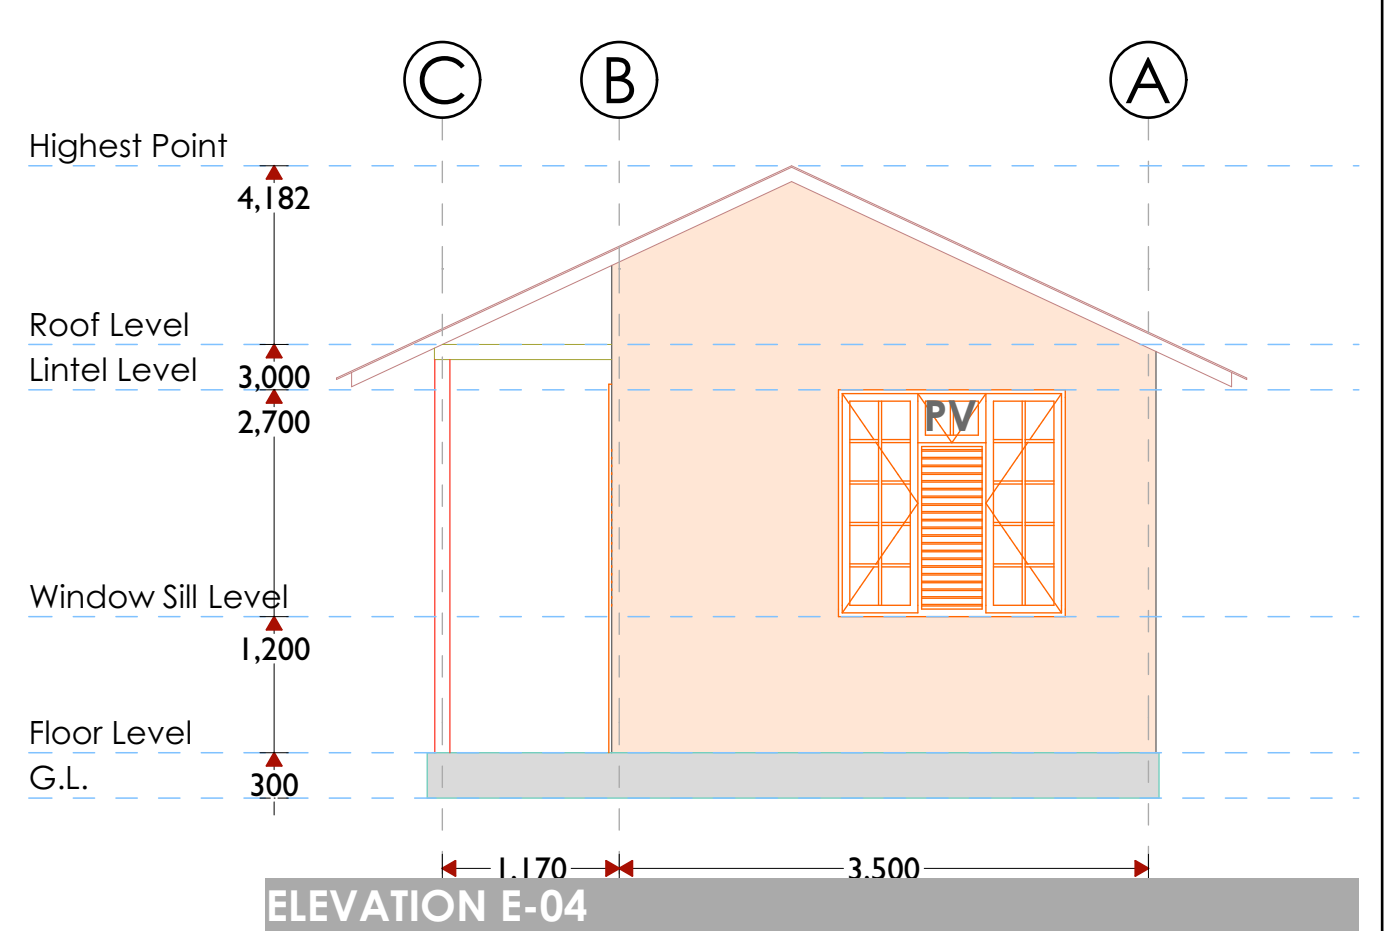 C B A
Highest Point
4,182
Roof Level
Lintel Level
3,000
2,700
PV
Window Sill Level
1,200
Floor Level
G.L.
300
1,170 3,500
ELEVATION E-04